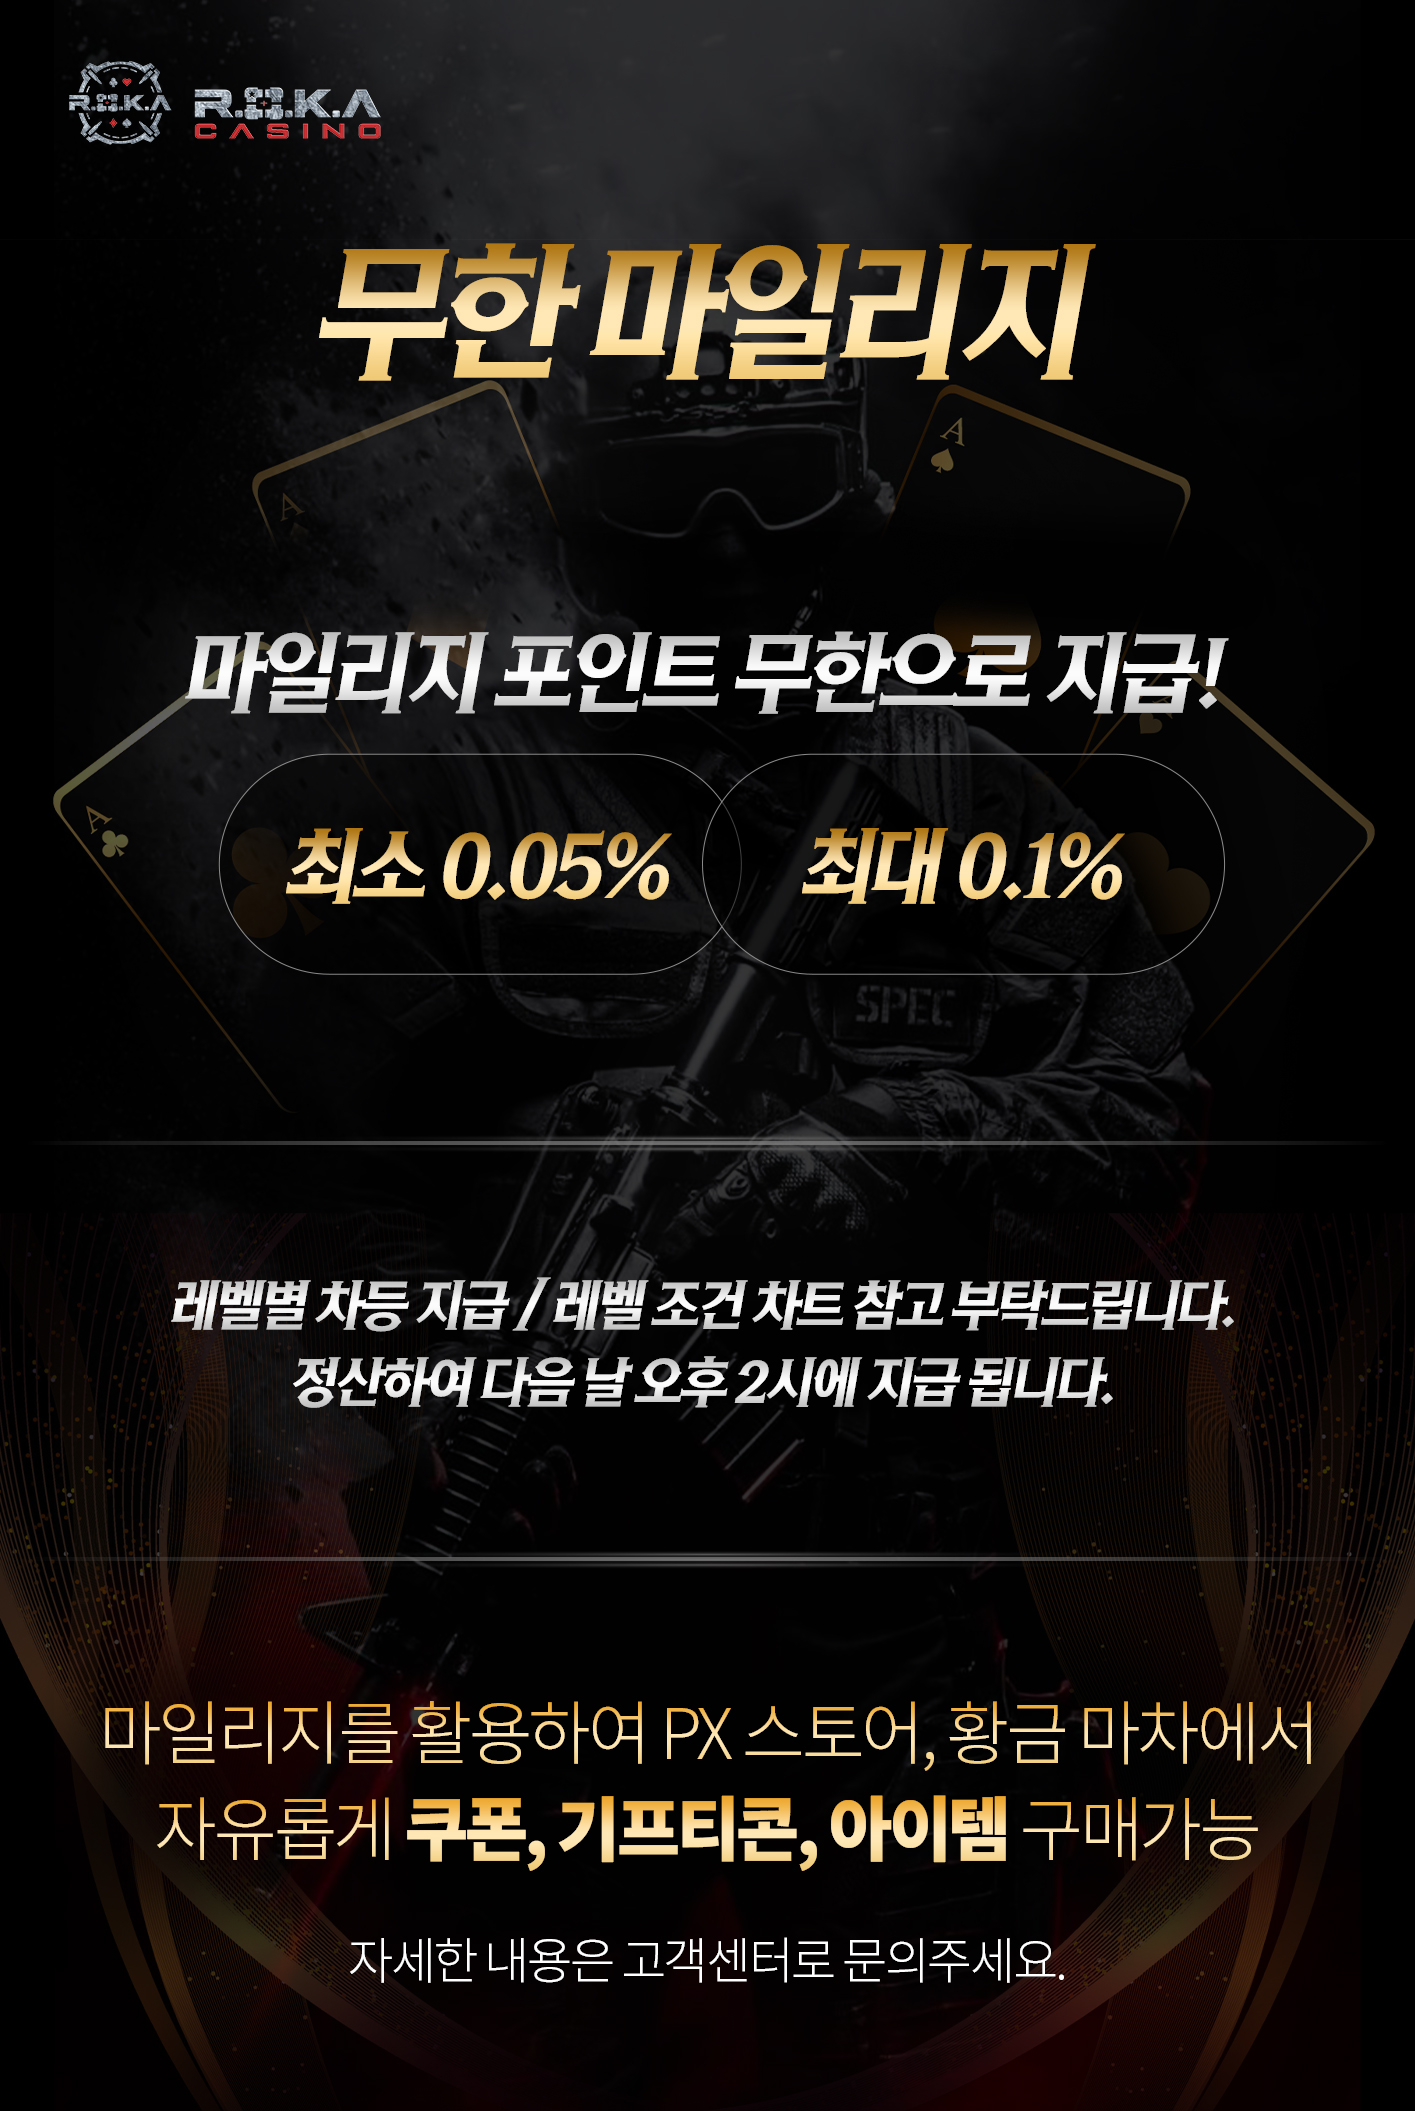 R.O.K.A
R.O.K.A
CASINO
무한 마일리지
A
A
마일리지 포인트 무한으로 지급!
A
A
최소 0.05%
최대 0.1%
SPEC
레벨별 차등 지급 / 레벨 조건 차트 참고 부탁드립니다.
정산하여 다음 날 오후 2시에 지급 됩니다.
마일리지를 활용하여 PX 스토어, 황금 마차에서
자유롭게 쿠폰, 기프티콘, 아이템 구매가능
자세한 내용은 고객센터로 문의주세요.